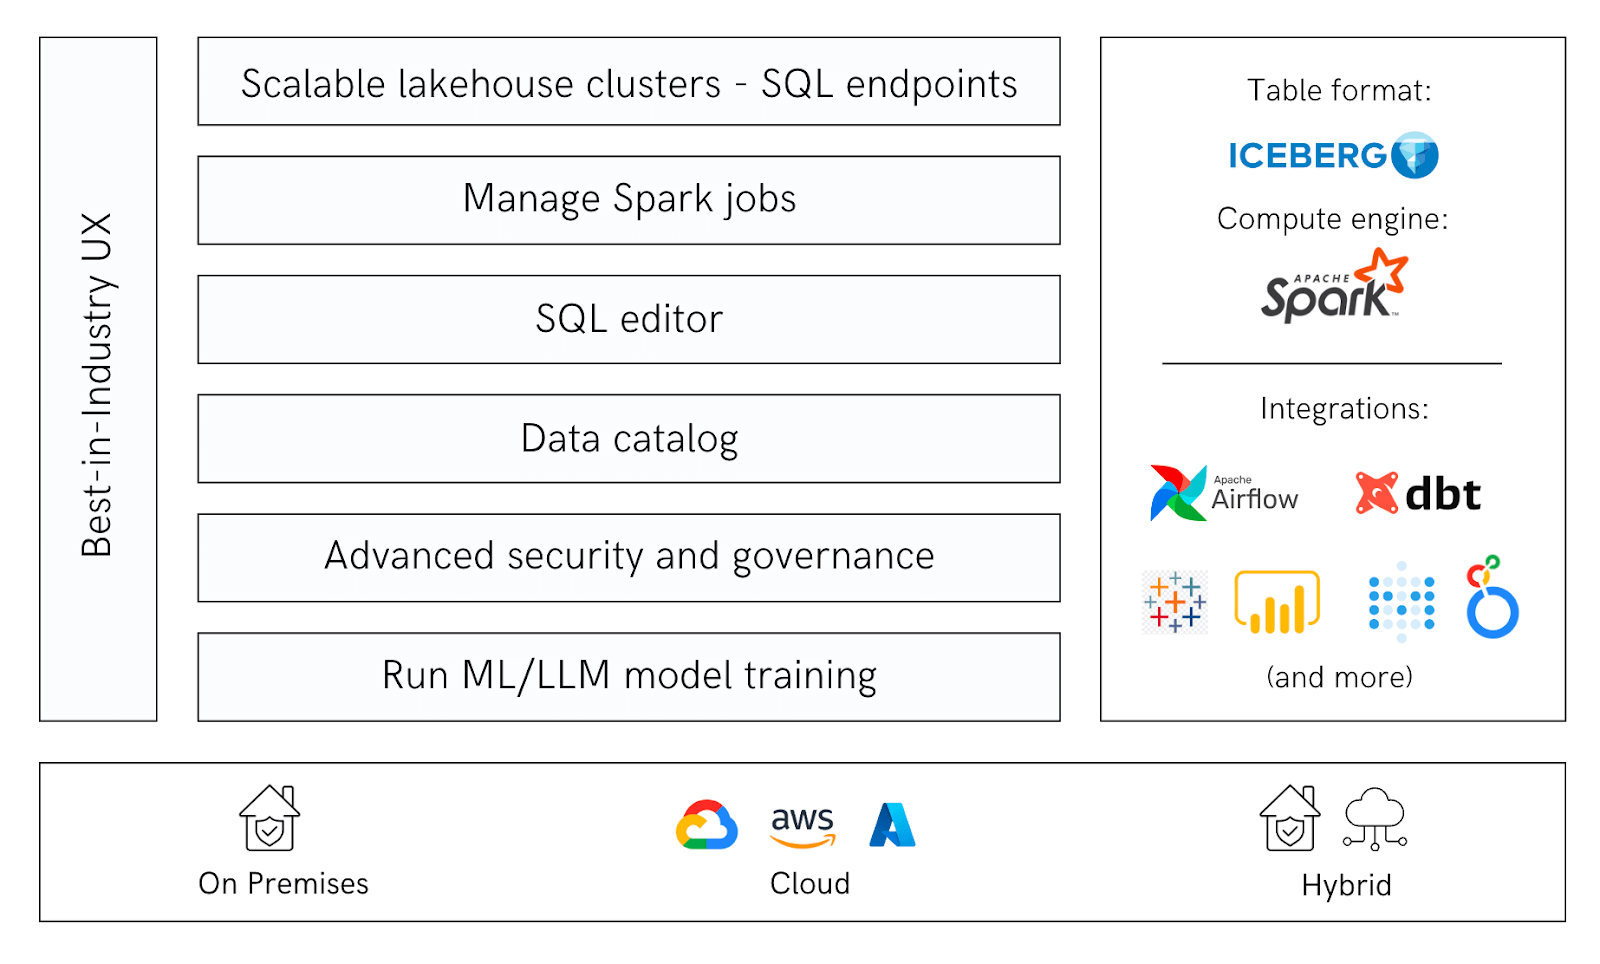 Best-in-Industry UX
Scalable lakehouse clusters - SQL endpoints
Manage Spark jobs
SQL editor
Data catalog
Advanced security and governance
Run ML/LLM model training
Table format:
ICEBERG
Compute engine:
APACHE
Spark™
Integrations:
Apache
Airflow
dbt
(and more)
On Premises
aws
Cloud
Hybrid